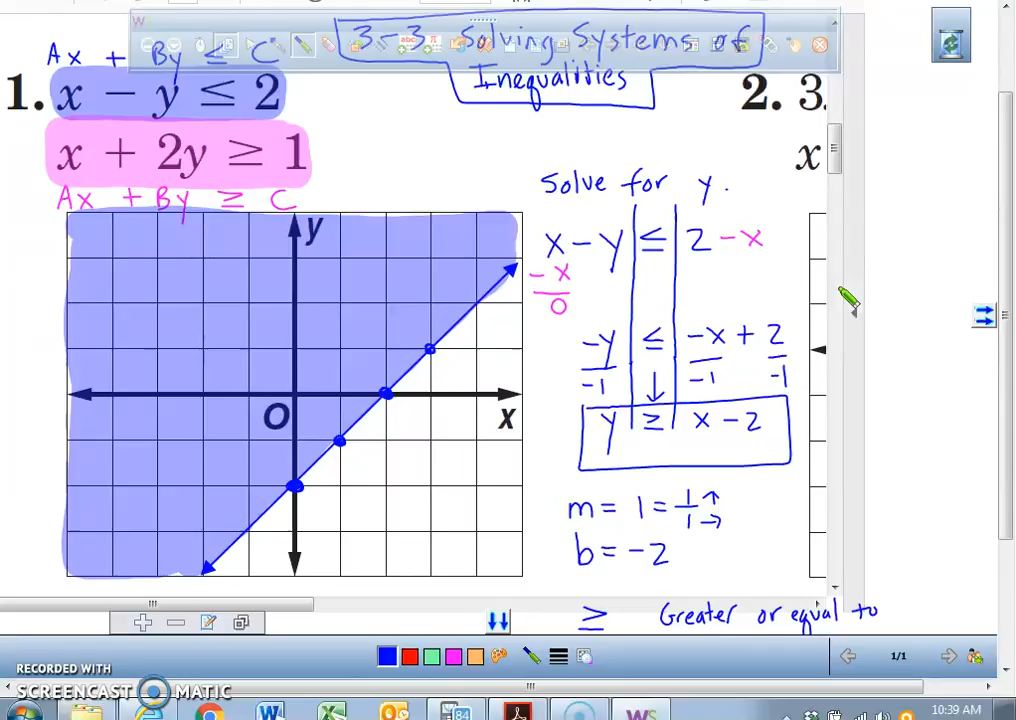 3-3 Solving Systems of
Inequalities
Ax + By ≤ C
1. x − y ≤ 2
x + 2y ≥ 1
Ax + By ≥ C
2. 3
x
y
O
x
Solve for y.
x − y ≤ 2 − x
− x
0
−y ≤ −x + 2
−1 −1 −1
y ≥ x − 2
m = 1 = 1/1 ↑ →
b = −2
≥ Greater or equal to
1/1
RECORDED WITH
SCREENCAST MATIC
84
W S
10:39 AM